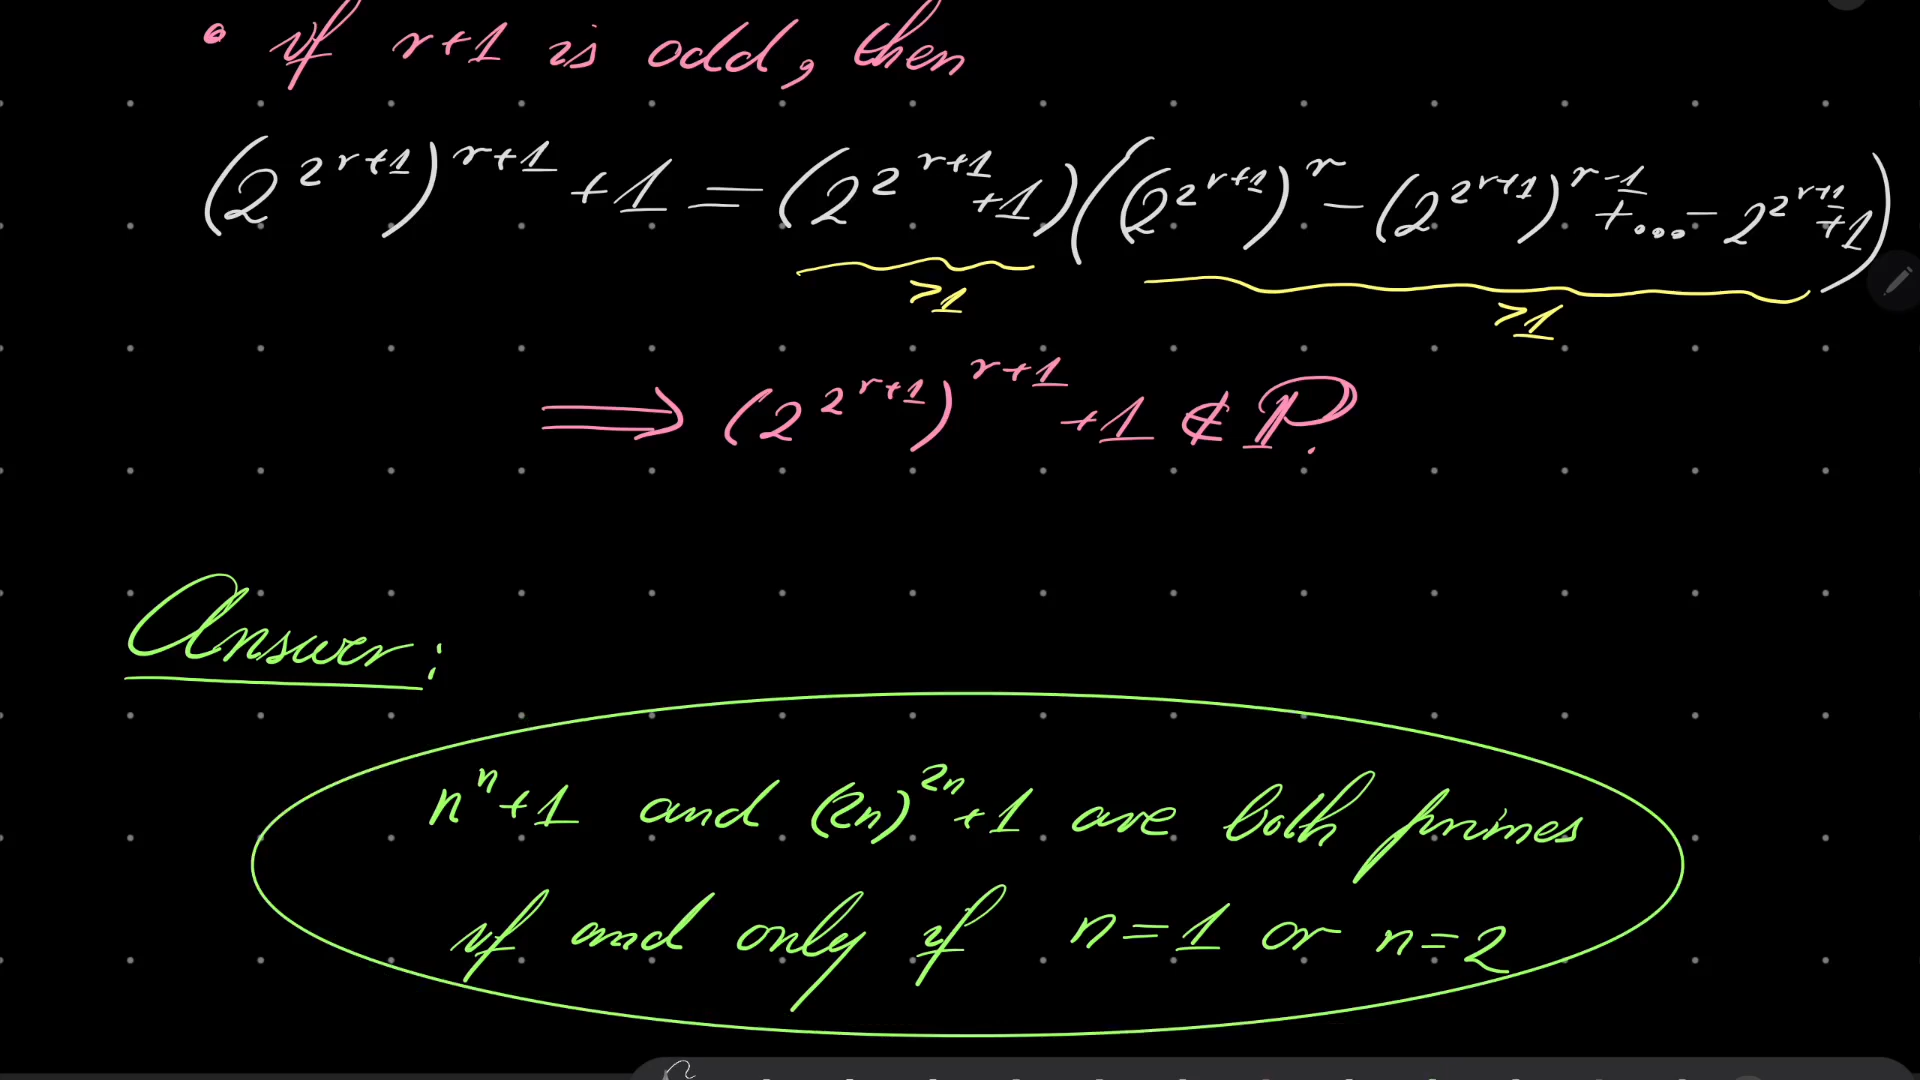 • if r+1 is odd, then
(2^{2^{r+1}})^{r+1} +1 = (2^{2^{r+1}} +1)((2^{2^{r+1}})^r - (2^{2^{r+1}})^{r-1} + ... - 2^{2^{r+1}} +1)
>1 >1
⟹ (2^{2^{r+1}})^{r+1} +1 ∉ ℙ.
Answer:
n^n +1 and (2n)^{2n} +1 are both primes
if and only if n=1 or n=2